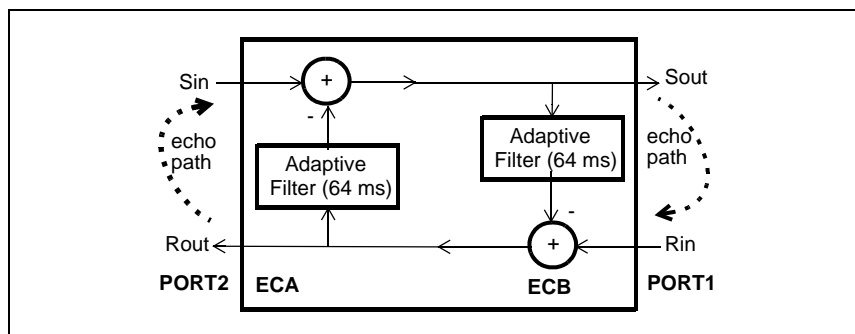 Sin
+
Sout
-
echo
path
Adaptive
Filter (64 ms)
Adaptive
Filter (64 ms)
echo
path
-
Rout
+
Rin
PORT2
ECA
ECB
PORT1